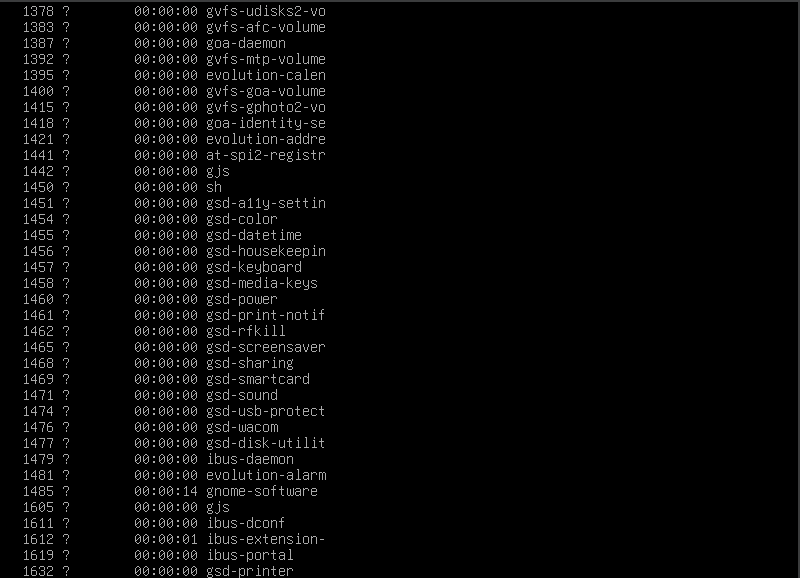 1378 ? 00:00:00 gvfs-udisks2-vo
1383 ? 00:00:00 gvfs-afc-volume
1387 ? 00:00:00 goa-daemon
1392 ? 00:00:00 gvfs-mtp-volume
1395 ? 00:00:00 evolution-calen
1400 ? 00:00:00 gvfs-goa-volume
1415 ? 00:00:00 gvfs-gphoto2-vo
1418 ? 00:00:00 goa-identity-se
1421 ? 00:00:00 evolution-addre
1441 ? 00:00:00 at-spi2-registr
1442 ? 00:00:00 gjs
1450 ? 00:00:00 sh
1451 ? 00:00:00 gsd-a11y-settin
1454 ? 00:00:00 gsd-color
1455 ? 00:00:00 gsd-datetime
1456 ? 00:00:00 gsd-housekeepin
1457 ? 00:00:00 gsd-keyboard
1458 ? 00:00:00 gsd-media-keys
1460 ? 00:00:00 gsd-power
1461 ? 00:00:00 gsd-print-notif
1462 ? 00:00:00 gsd-rfkill
1465 ? 00:00:00 gsd-screensaver
1468 ? 00:00:00 gsd-sharing
1469 ? 00:00:00 gsd-smartcard
1471 ? 00:00:00 gsd-sound
1474 ? 00:00:00 gsd-usb-protect
1476 ? 00:00:00 gsd-wacom
1477 ? 00:00:00 gsd-disk-utilit
1479 ? 00:00:00 ibus-daemon
1481 ? 00:00:00 evolution-alarm
1485 ? 00:00:14 gnome-software
1605 ? 00:00:00 gjs
1611 ? 00:00:00 ibus-dconf
1612 ? 00:00:01 ibus-extension-
1619 ? 00:00:00 ibus-portal
1632 ? 00:00:00 gsd-printer